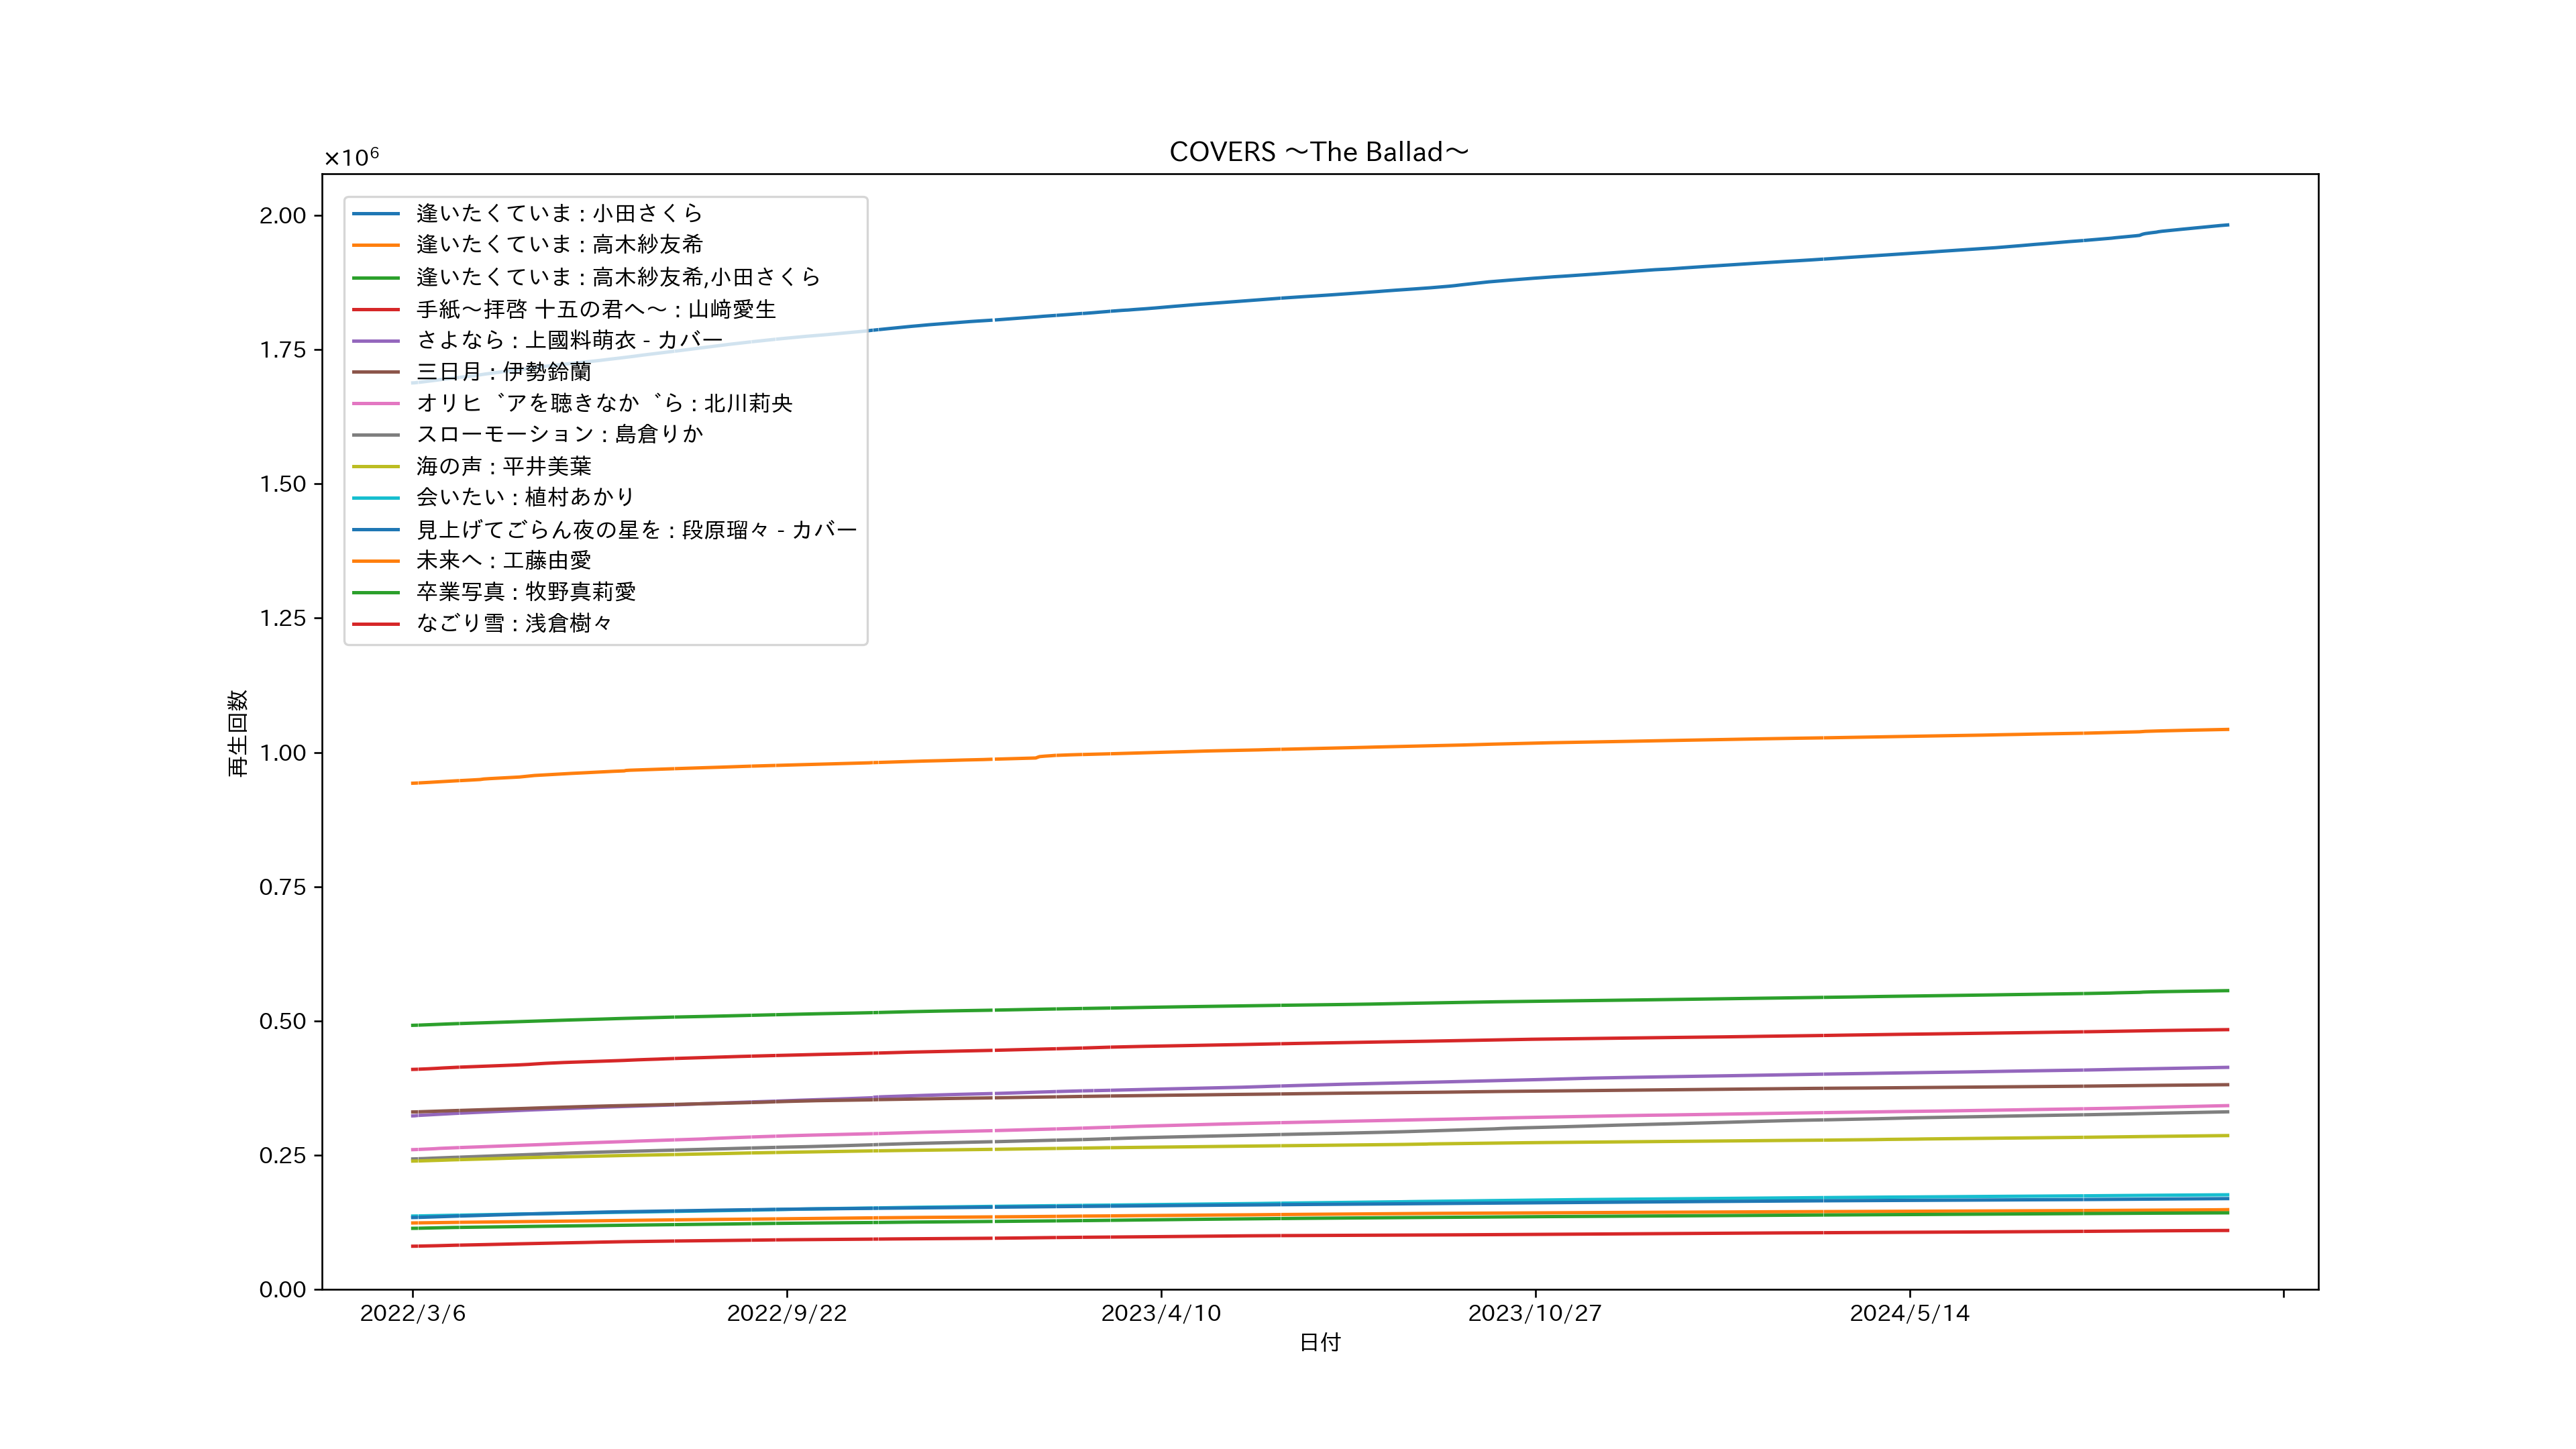 COVERS ～The Ballad～
×10⁶
2.00
1.75
1.50
1.25
1.00
0.75
0.50
0.25
0.00
再生回数
逢いたくていま : 小田さくら
逢いたくていま : 高木紗友希
逢いたくていま : 高木紗友希,小田さくら
手紙～拝啓 十五の君へ～ : 山﨑愛生
さよなら : 上國料萌衣 - カバー
三日月 : 伊勢鈴蘭
オリヒ゛アを聴きなか゛ら : 北川莉央
スローモーション : 島倉りか
海の声 : 平井美葉
会いたい : 植村あかり
見上げてごらん夜の星を : 段原瑠々 - カバー
未来へ : 工藤由愛
卒業写真 : 牧野真莉愛
なごり雪 : 浅倉樹々
2022/3/6
2022/9/22
2023/4/10
2023/10/27
2024/5/14
日付